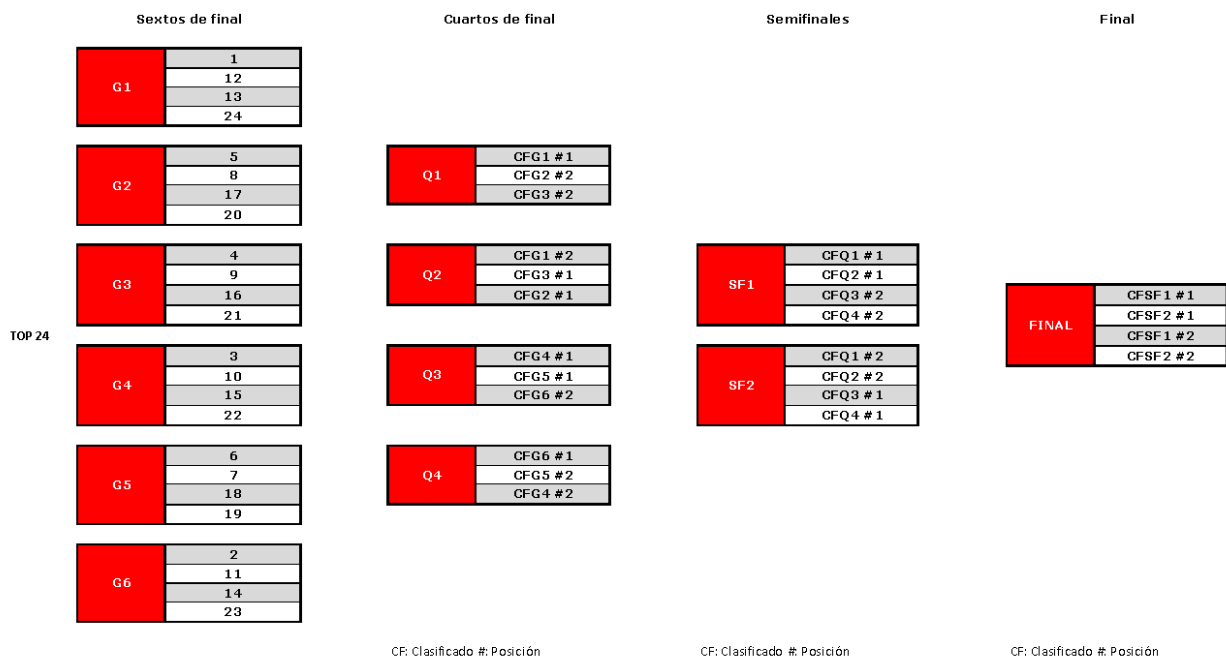 Sextos de final
Cuartos de final
Semifinales
Final
TOP 24
G1
1
12
13
24
G2
5
8
17
20
G3
4
9
16
21
G4
3
10
15
22
G5
6
7
18
19
G6
2
11
14
23
Q1
CFG1 #1
CFG2 #2
CFG3 #2
Q2
CFG1 #2
CFG3 #1
CFG2 #1
Q3
CFG4 #1
CFG5 #1
CFG6 #2
Q4
CFG6 #1
CFG5 #2
CFG4 #2
SF1
CFQ1 #1
CFQ2 #1
CFQ3 #2
CFQ4 #2
SF2
CFQ1 #2
CFQ2 #2
CFQ3 #1
CFQ4 #1
FINAL
CFSF1 #1
CFSF2 #1
CFSF1 #2
CFSF2 #2
CF: Clasificado #: Posición
CF: Clasificado #: Posición
CF: Clasificado #: Posición